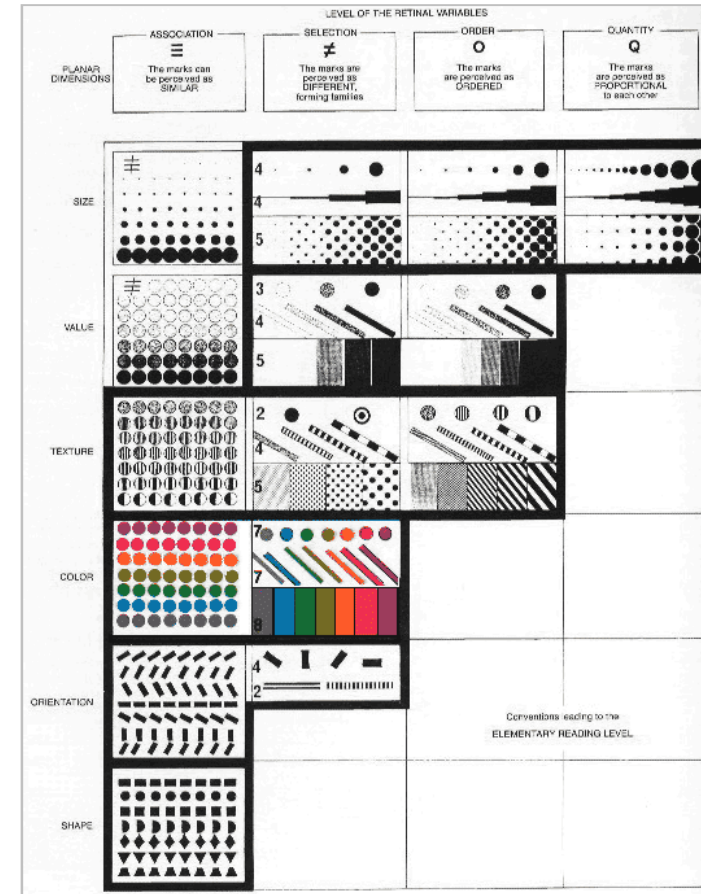 LEVEL OF THE RETINAL VARIABLES
PLANAR
DIMENSIONS
ASSOCIATION
≡
The marks can
be perceived as
SIMILAR
SELECTION
≠
The marks are
perceived as
DIFFERENT,
forming families
ORDER
O
The marks
are perceived as
ORDERED
QUANTITY
Q
The marks
are perceived as
PROPORTIONAL
to each other
SIZE
≢
4
4
5
VALUE
≢
3
4
5
TEXTURE
2
4
5
COLOR
7
7
8
ORIENTATION
4
2
Conventions leading to the
ELEMENTARY READING LEVEL
SHAPE